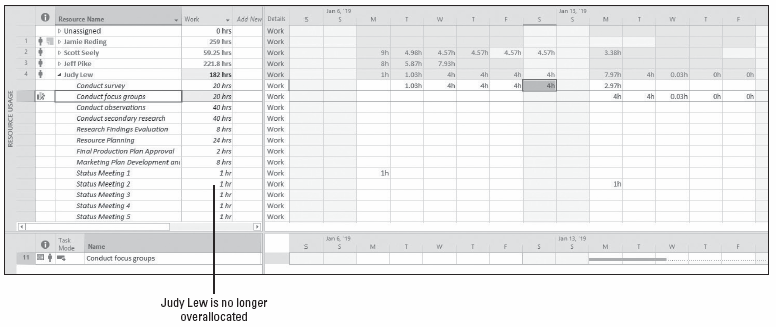 Jan 6, '19 Jan 13, '19
Resource Name Work Add New Details S S M T W T F S S M T W T F
Unassigned 0 hrs Work
1 Jamie Reding 259 hrs Work
2 Scott Seely 59.25 hrs Work 9h 4.98h 4.57h 4.57h 4.57h 4.57h 3.38h
3 Jeff Pike 221.8 hrs Work 8h 5.87h 7.93h
4 Judy Lew 182 hrs Work 1h 1.03h 4h 4h 4h 4h 7.97h 4h 0.03h 0h 0h
Conduct survey 20 hrs Work 1.03h 4h 4h 4h 4h 2.97h
Conduct focus groups 20 hrs Work 4h 4h 0.03h 0h 0h
Conduct observations 40 hrs Work
Conduct secondary research 40 hrs Work
Research Findings Evaluation 8 hrs Work
Resource Planning 24 hrs Work
Final Production Plan Approval 2 hrs Work
Marketing Plan Development and 8 hrs Work
Status Meeting 1 1 hr Work 1h
Status Meeting 2 1 hr Work 1h
Status Meeting 3 1 hr Work
Status Meeting 4 1 hr Work
Status Meeting 5 1 hr Work
RESOURCE USAGE
Jan 6, '19 Jan 13, '19
Task Mode Name S S M T W T F S S M T W T F
11 Conduct focus groups
Judy Lew is no longer
overallocated